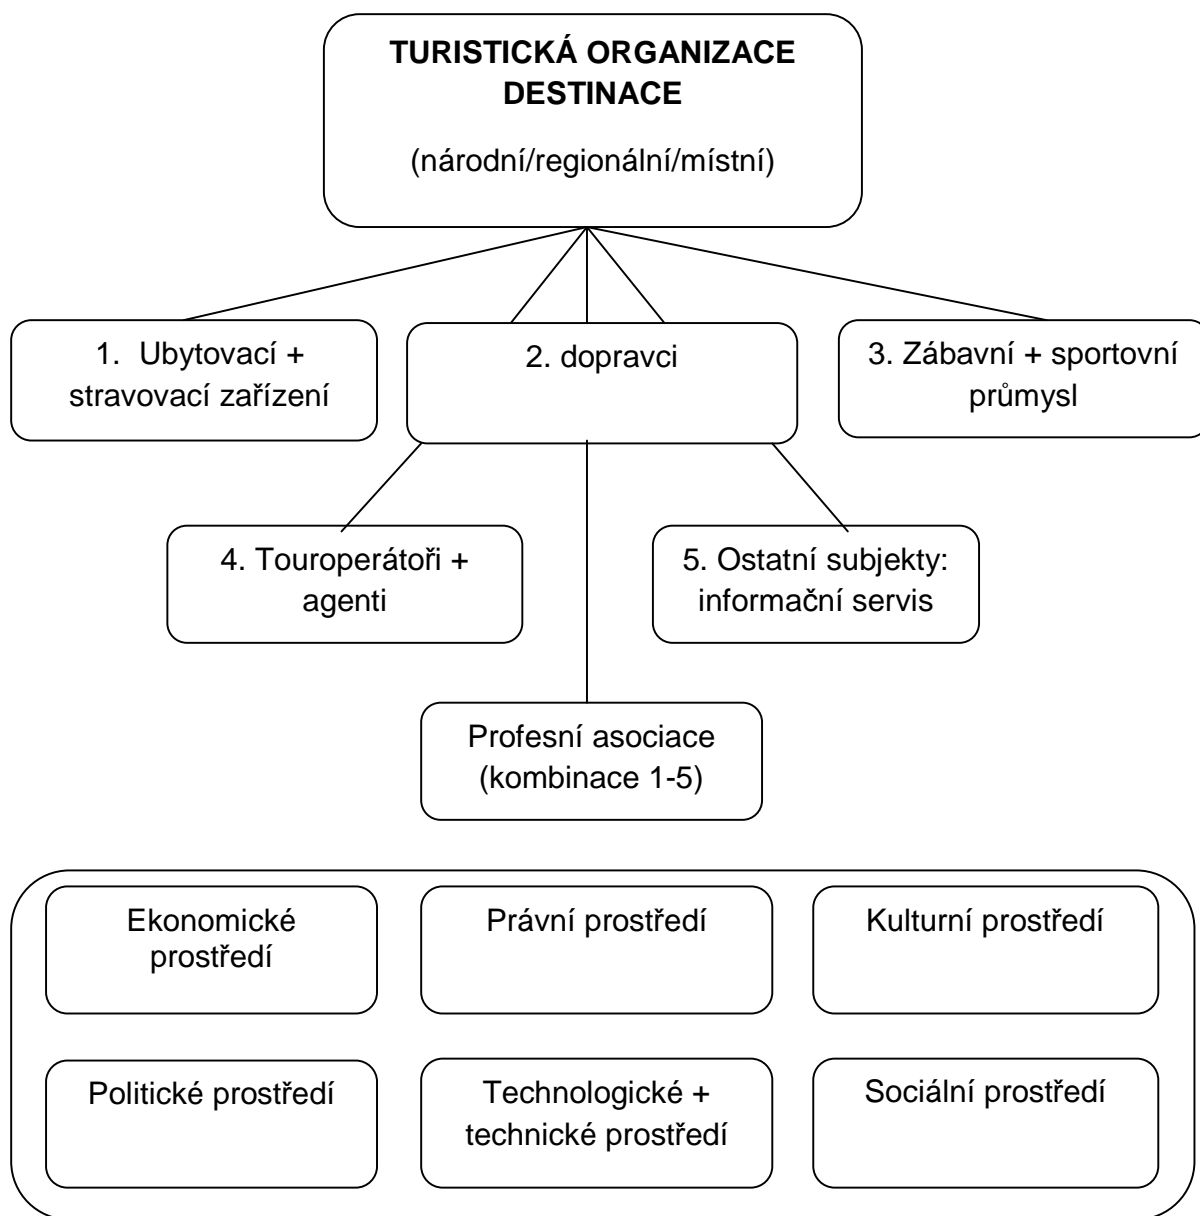 TURISTICKÁ ORGANIZACE
DESTINACE
(národní/regionální/místní)
1. Ubytovací +
stravovací zařízení
2. dopravci
3. Zábavní + sportovní
průmysl
4. Touroperátoři +
agenti
5. Ostatní subjekty:
informační servis
Profesní asociace
(kombinace 1-5)
Ekonomické
prostředí
Právní prostředí
Kulturní prostředí
Politické prostředí
Technologické +
technické prostředí
Sociální prostředí